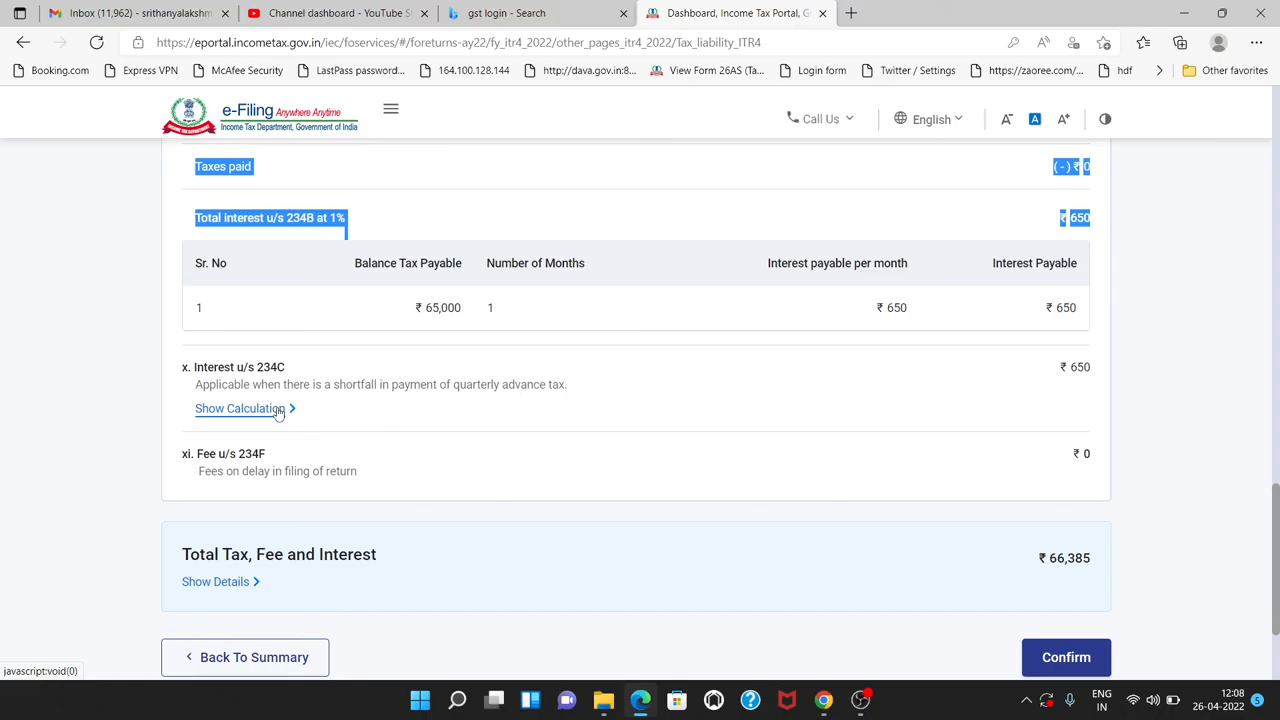 Inbox (11,962) - srithanyalakshm
Channel dashboard - YouTube S
gst login - Search
Dashboard, Income Tax Portal, G
https://eportal.incometax.gov.in/iec/foservices/#/foreturns-ay22/fy_itr4_2022/other_pages_itr4_2022/Tax_liability_ITR4
Booking.com
Express VPN
McAfee Security
LastPass password...
164.100.128.144
http://dava.gov.in:8...
View Form 26AS (Ta...
Login form
Twitter / Settings
https://zaoree.com/...
hdf
Other favorites
e-Filing Anywhere Anytime
Income Tax Department, Government of India
Call Us
English
A-
A
A+
Taxes paid (-) ₹ 0
Total interest u/s 234B at 1% ₹ 650
Sr. No Balance Tax Payable Number of Months Interest payable per month Interest Payable
1 ₹ 65,000 1 ₹ 650 ₹ 650
x. Interest u/s 234C ₹ 650
Applicable when there is a shortfall in payment of quarterly advance tax.
Show Calculation
xi. Fee u/s 234F ₹ 0
Fees on delay in filing of return
Total Tax, Fee and Interest ₹ 66,385
Show Details
Back To Summary
Confirm
javascript:void(0)
ENG
IN
12:08
26-04-2022
5